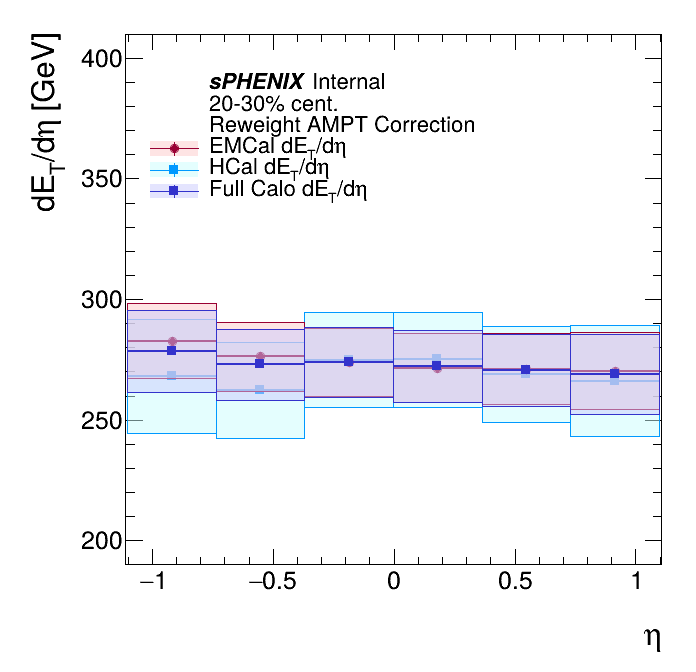 dE_T/dη [GeV]
400
350
300
250
200
sPHENIX Internal
20-30% cent.
Reweight AMPT Correction
EMCal dE_T/dη
HCal dE_T/dη
Full Calo dE_T/dη
−1 −0.5 0 0.5 1
η